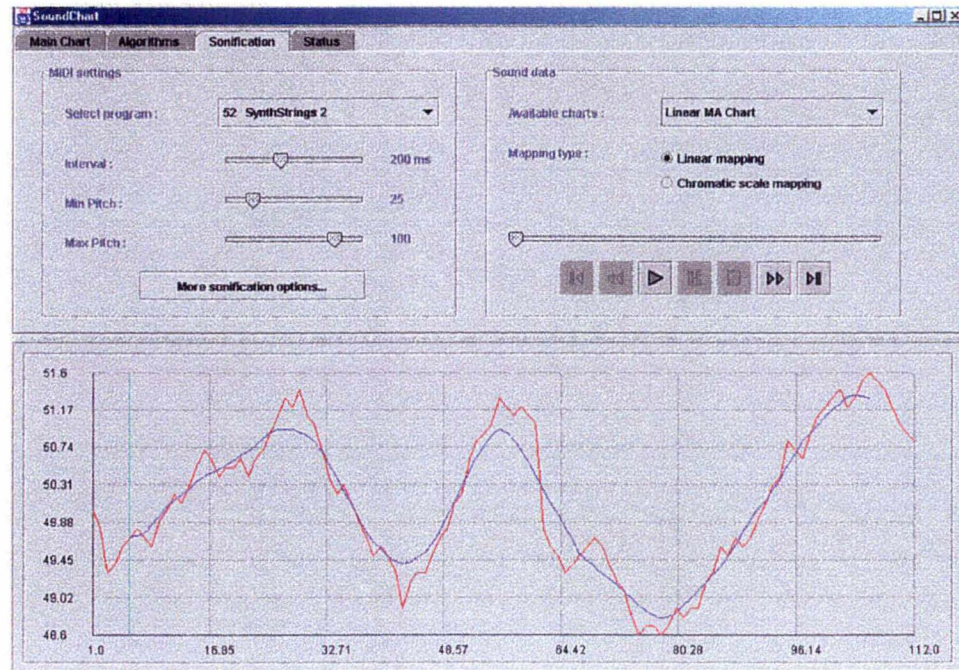 SoundChart
Main Chart Algorithms Sonification Status
MIDI settings
Select program : 52 SynthStrings 2
Interval : 200 ms
Min Pitch : 25
Max Pitch : 100
More sonification options...
Sound data
Available charts : Linear MA Chart
Mapping type : Linear mapping
Chromatic scale mapping
51.6
51.17
50.74
50.31
49.88
49.45
49.02
48.6
1.0 16.85 32.71 48.57 64.42 80.28 96.14 112.0